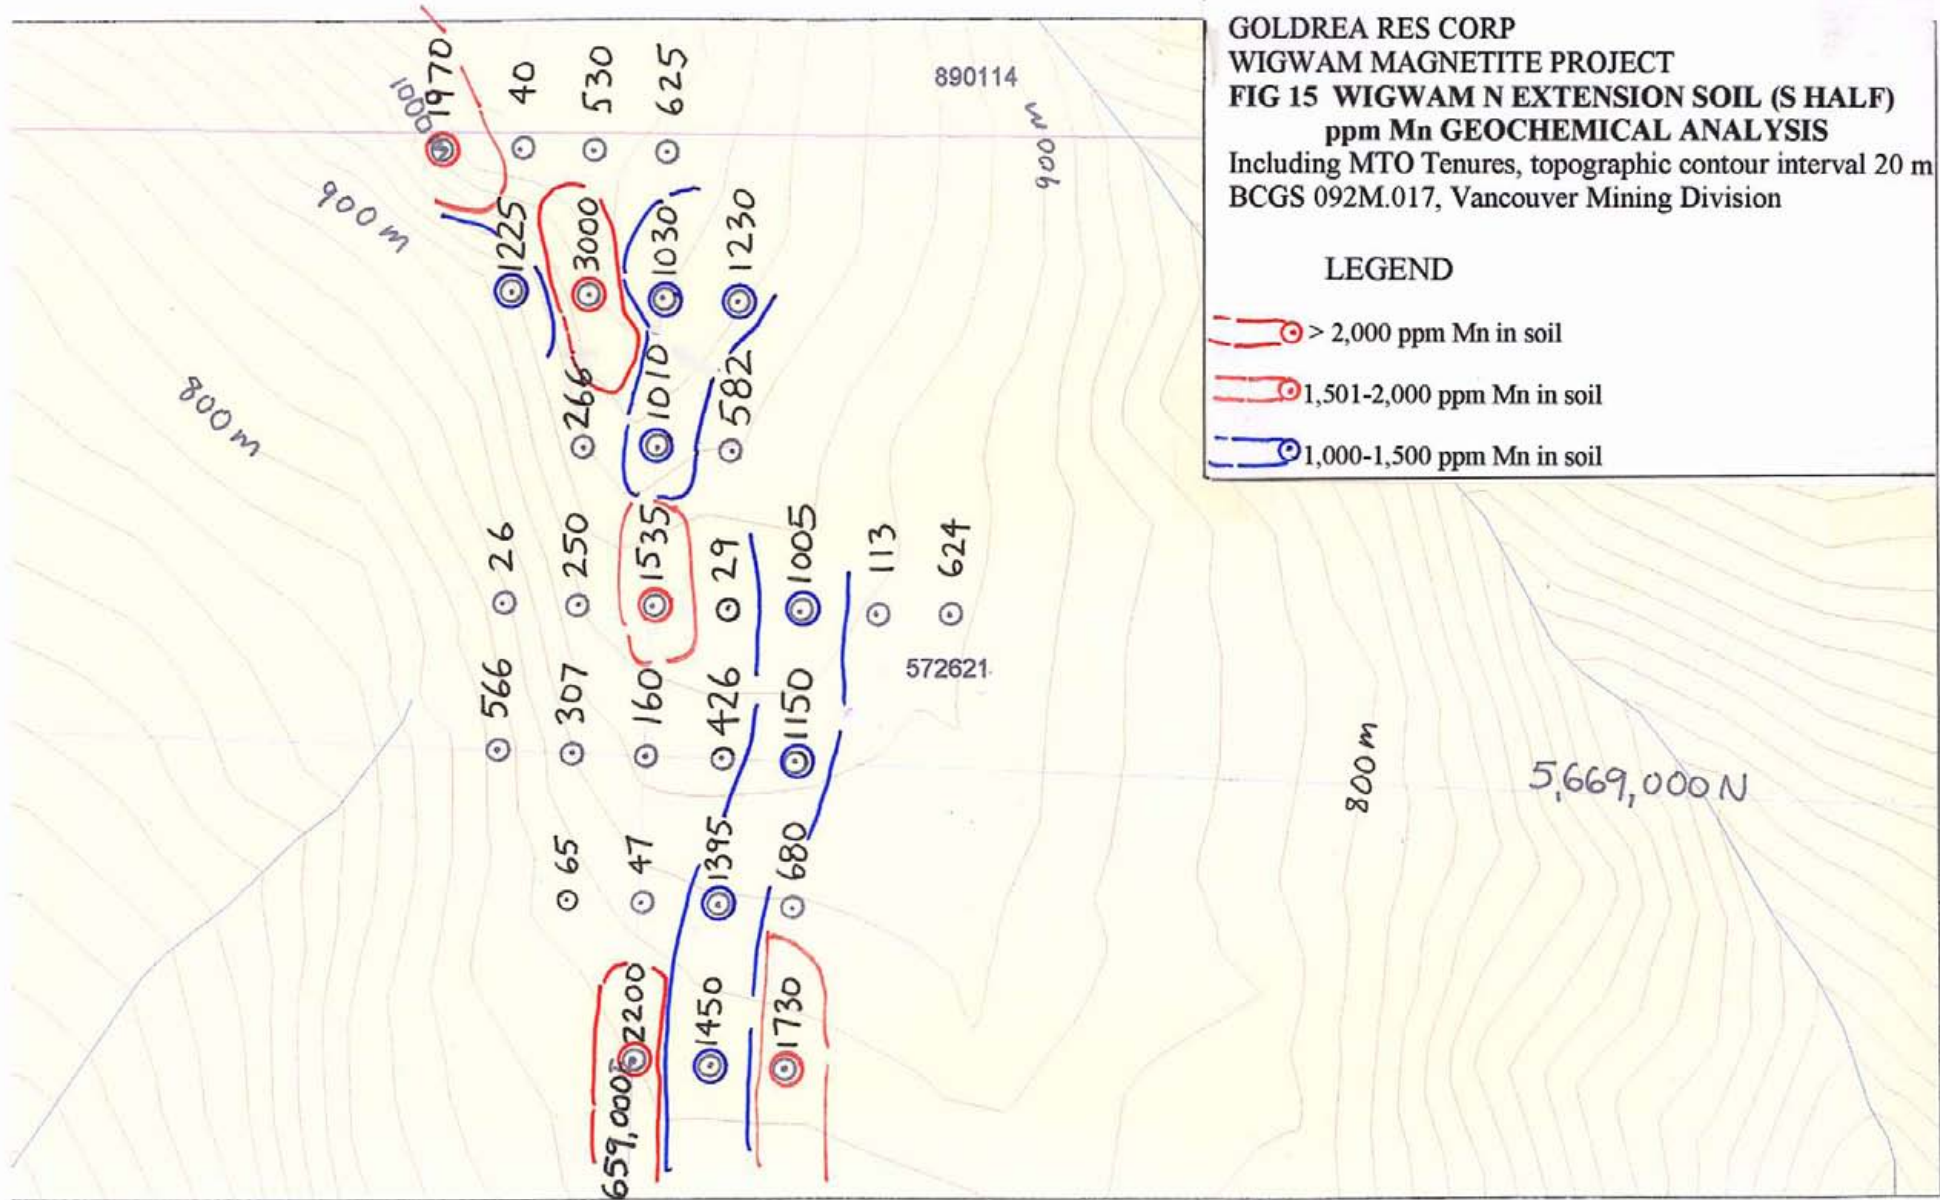 GOLDREA RES CORP
WIGWAM MAGNETITE PROJECT
FIG 15 WIGWAM N EXTENSION SOIL (S HALF)
ppm Mn GEOCHEMICAL ANALYSIS
Including MTO Tenures, topographic contour interval 20 m
BCGS 092M.017, Vancouver Mining Division
LEGEND
> 2,000 ppm Mn in soil
1,501-2,000 ppm Mn in soil
1,000-1,500 ppm Mn in soil
1970
40
530
625
890114
900 m
900 m
1225
3000
1030
1230
800 m
266
1010
582
26
250
1535
29
1005
113
624
566
307
160
426
1150
572621
800 m
5,669,000 N
65
47
1395
680
2200
1450
1730
659,000E